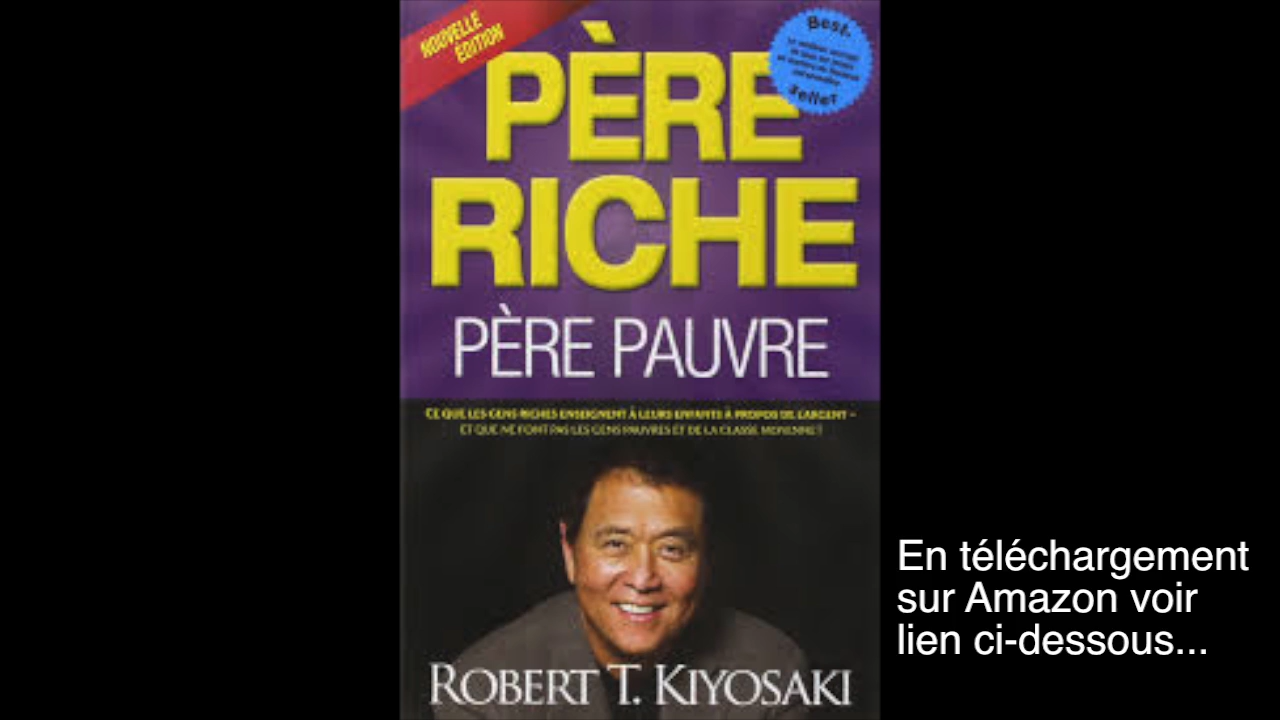 NOUVELLE
ÉDITION
Best-
Seller
PÈRE
RICHE
PÈRE PAUVRE
CE QUE LES GENS RICHES ENSEIGNENT À LEURS ENFANTS À PROPOS DE L'ARGENT –
ET QUE NE FONT PAS LES GENS PAUVRES ET DE LA CLASSE MOYENNE !
ROBERT T. KIYOSAKI
En téléchargement
sur Amazon voir
lien ci-dessous...